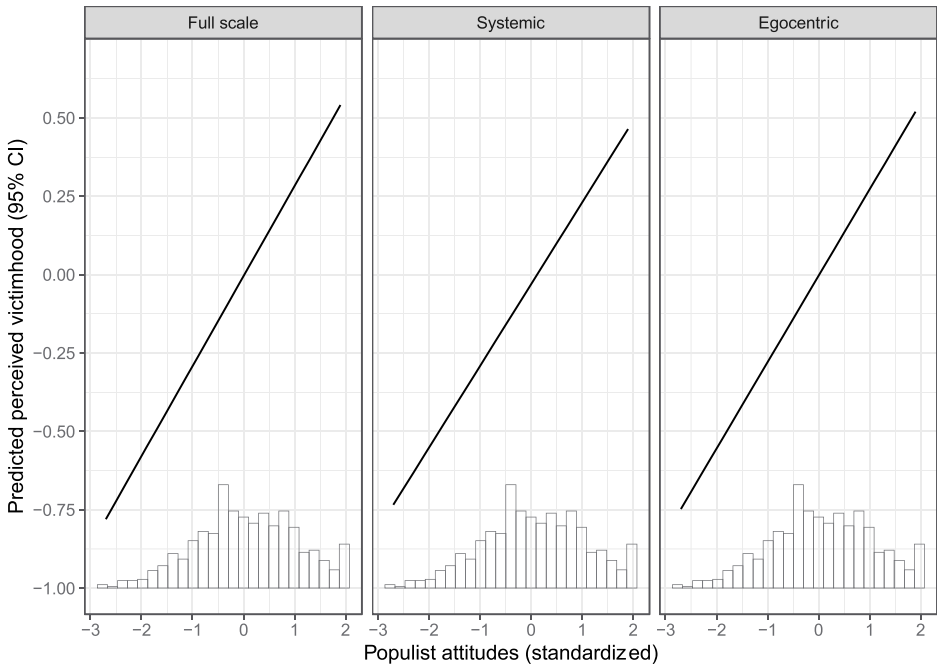 Full scale Systemic Egocentric
Predicted perceived victimhood (95% CI)
0.50
0.25
0.00
−0.25
−0.50
−0.75
−1.00
−3 −2 −1 0 1 2 −3 −2 −1 0 1 2 −3 −2 −1 0 1 2
Populist attitudes (standardized)